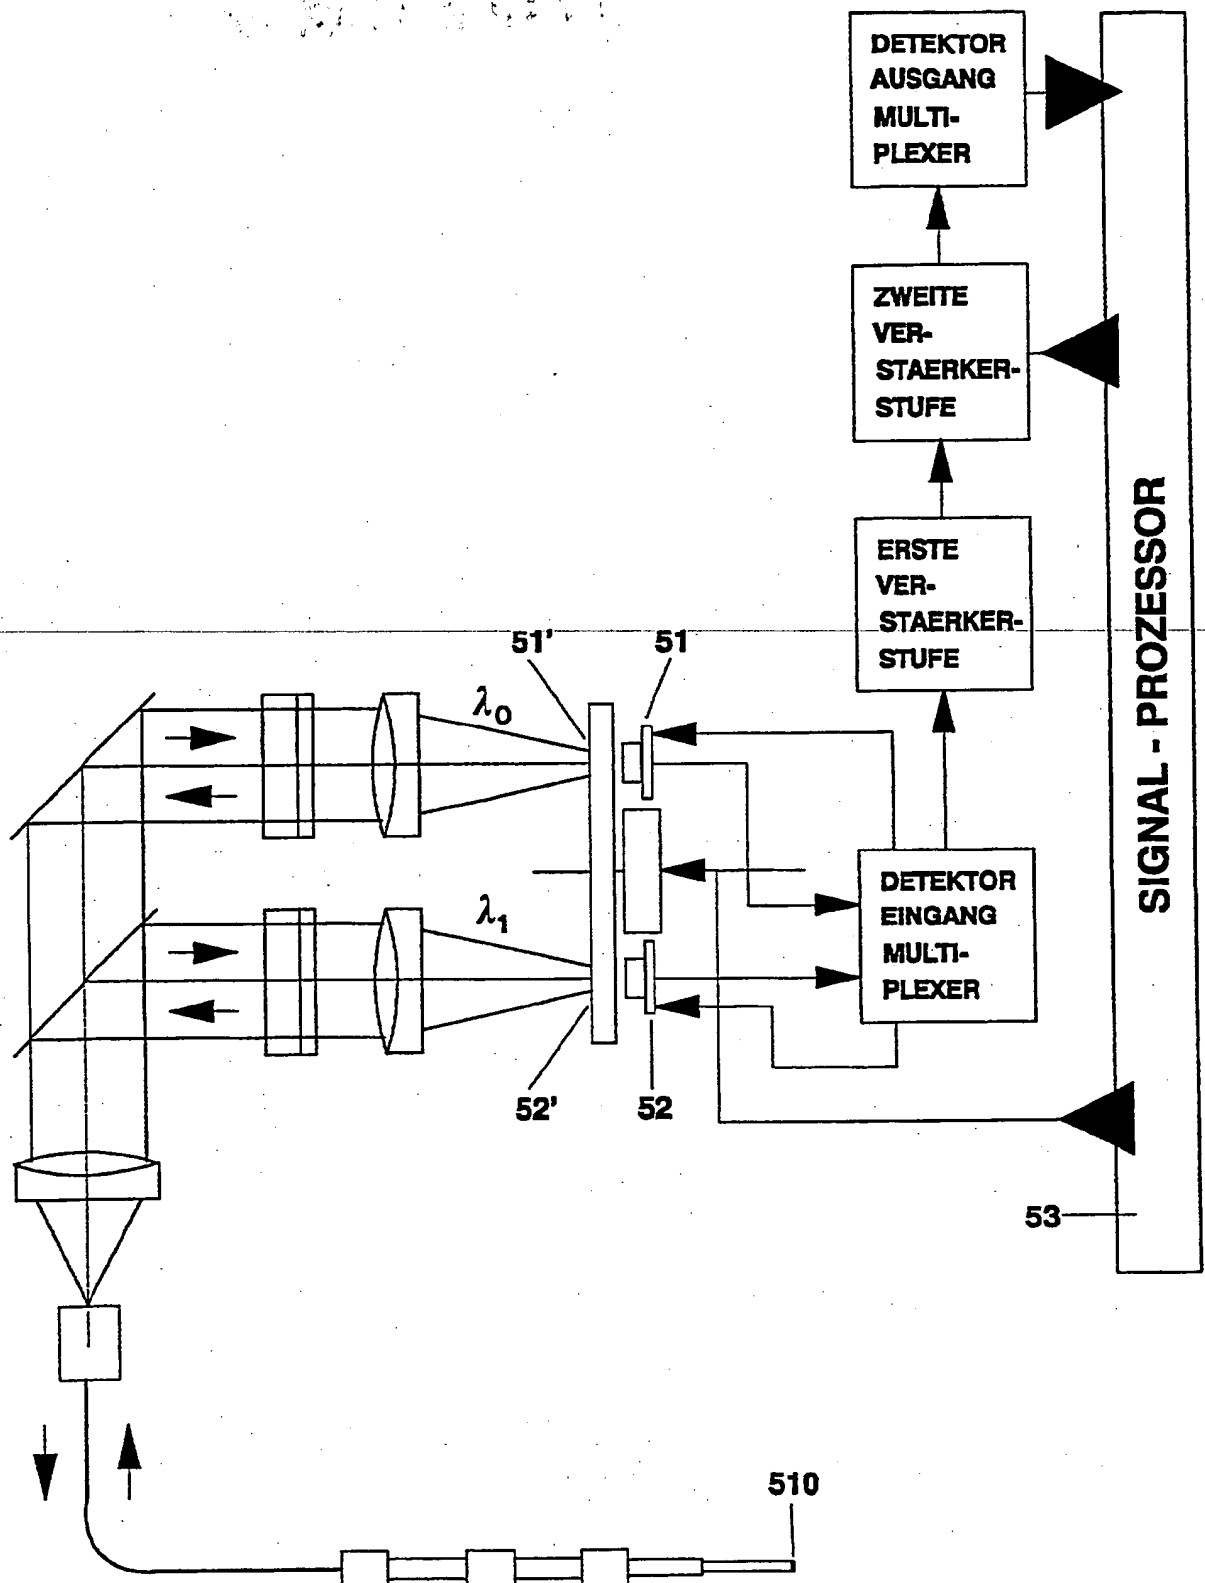 DETEKTOR
AUSGANG
MULTI-
PLEXER
ZWEITE
VER-
STAERKER-
STUFE
ERSTE
VER-
STAERKER-
STUFE
SIGNAL - PROZESSOR
51'
51
λ0
DETEKTOR
EINGANG
MULTI-
PLEXER
λ1
52'
52
53
510